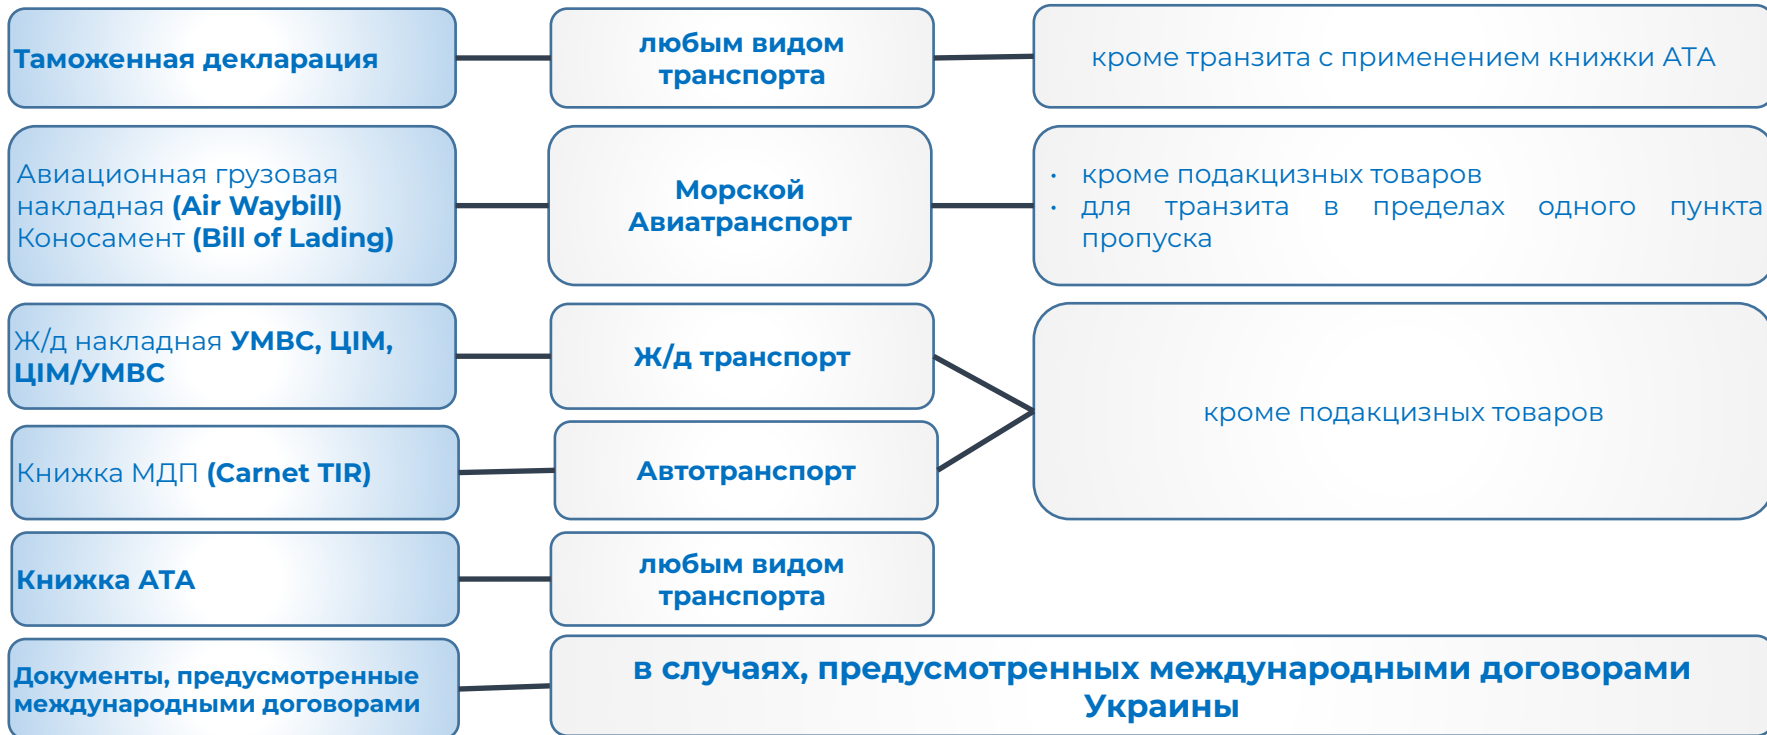 Таможенная декларация
любым видом
транспорта
кроме транзита с применением книжки АТА
Авиационная грузовая
накладная (Air Waybill)
Коносамент (Bill of Lading)
Морской
Авиатранспорт
• кроме подакцизных товаров
• для транзита в пределах одного пункта
пропуска
Ж/д накладная УМВС, ЦІМ,
ЦІМ/УМВС
Ж/д транспорт
кроме подакцизных товаров
Книжка МДП (Carnet TIR)
Автотранспорт
Книжка АТА
любым видом
транспорта
Документы, предусмотренные
международными договорами
в случаях, предусмотренных международными договорами
Украины